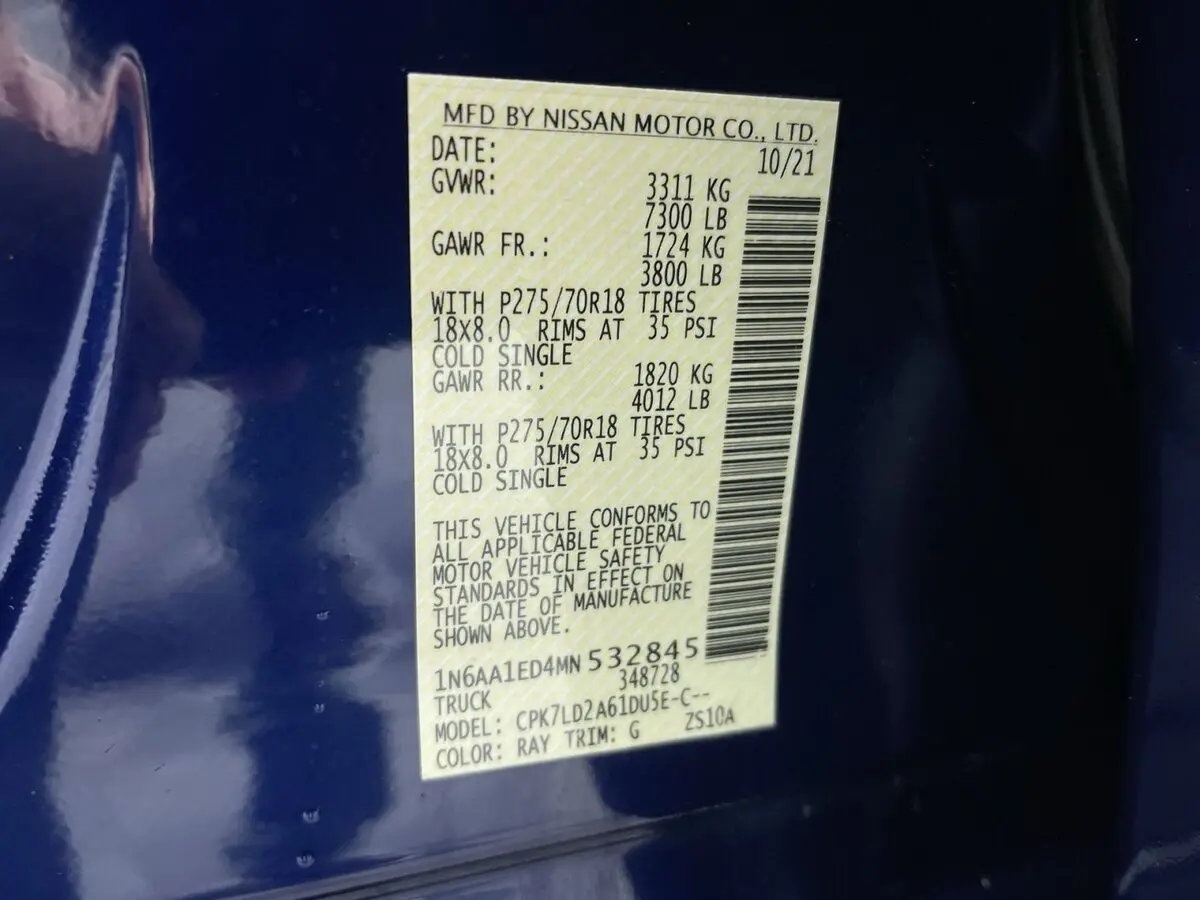 MFD BY NISSAN MOTOR CO., LTD.
DATE: 10/21
GVWR: 3311 KG
7300 LB
GAWR FR.: 1724 KG
3800 LB
WITH P275/70R18 TIRES
18X8.0 RIMS AT 35 PSI
COLD SINGLE
GAWR RR.: 1820 KG
4012 LB
WITH P275/70R18 TIRES
18X8.0 RIMS AT 35 PSI
COLD SINGLE
THIS VEHICLE CONFORMS TO
ALL APPLICABLE FEDERAL
MOTOR VEHICLE SAFETY
STANDARDS IN EFFECT ON
THE DATE OF MANUFACTURE
SHOWN ABOVE.
1N6AA1ED4MN532845
TRUCK 348728
MODEL: CPK7LD2A61DU5E-C--
COLOR: RAY TRIM: G ZS10A